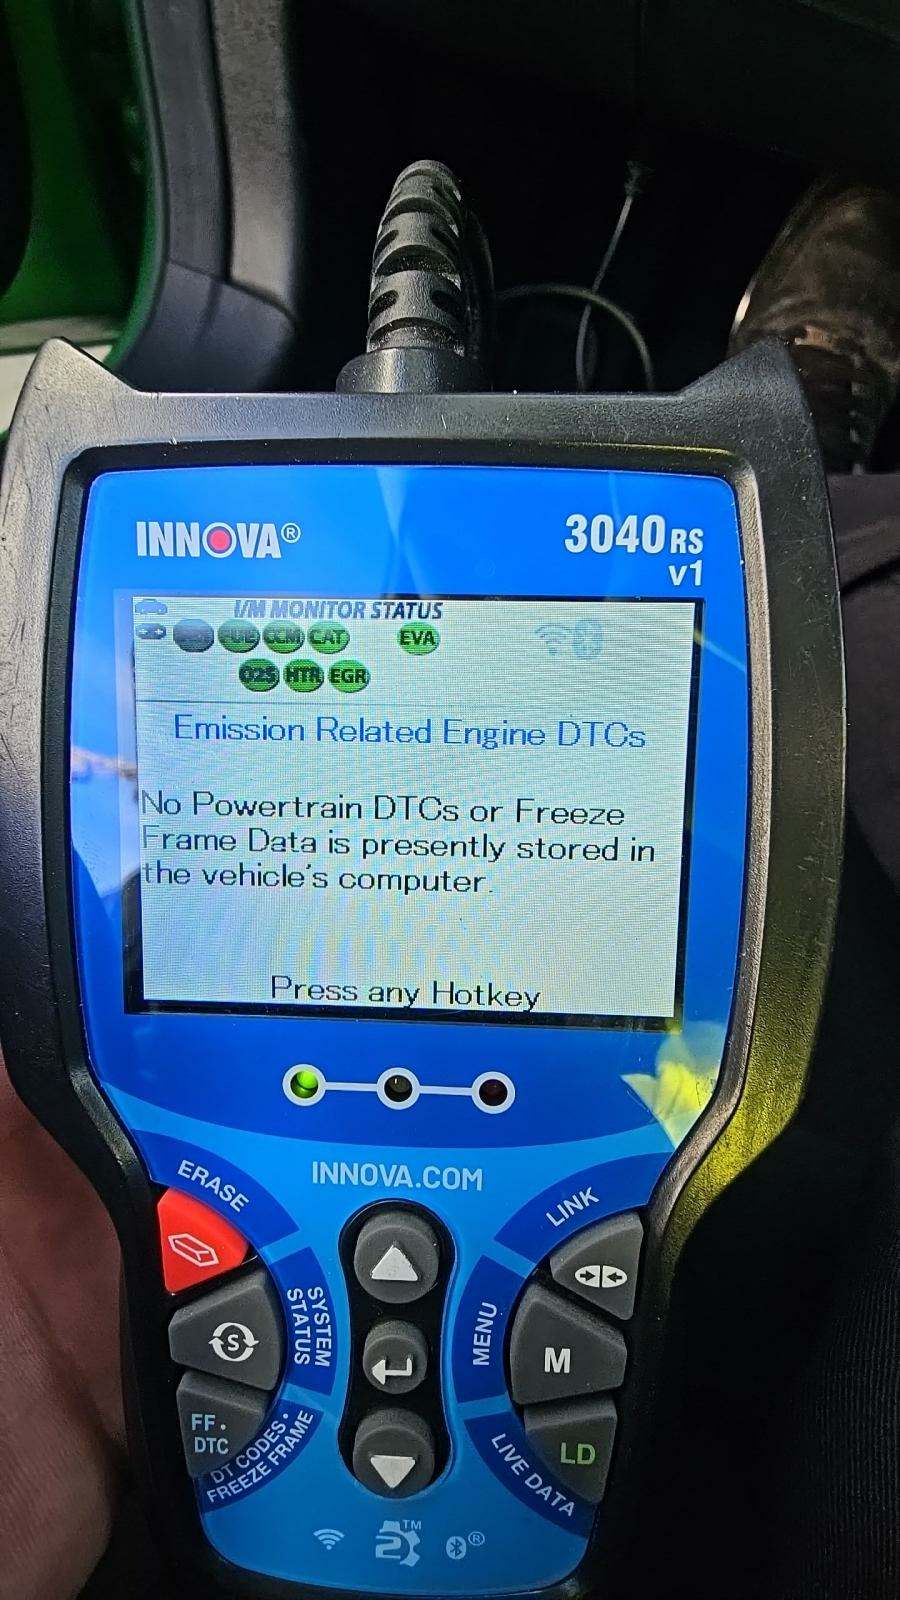 INNOVA®
3040RS
v1
I/M MONITOR STATUS
FUE CCM CAT EVA
O2S HTR EGR
Emission Related Engine DTCs
No Powertrain DTCs or Freeze
Frame Data is presently stored in
the vehicle's computer.
Press any Hotkey
INNOVA.COM
ERASE
LINK
S
SYSTEM
STATUS
MENU
M
FF·
DTC
DT CODES·
FREEZE FRAME
LIVE DATA
LD
2™
®